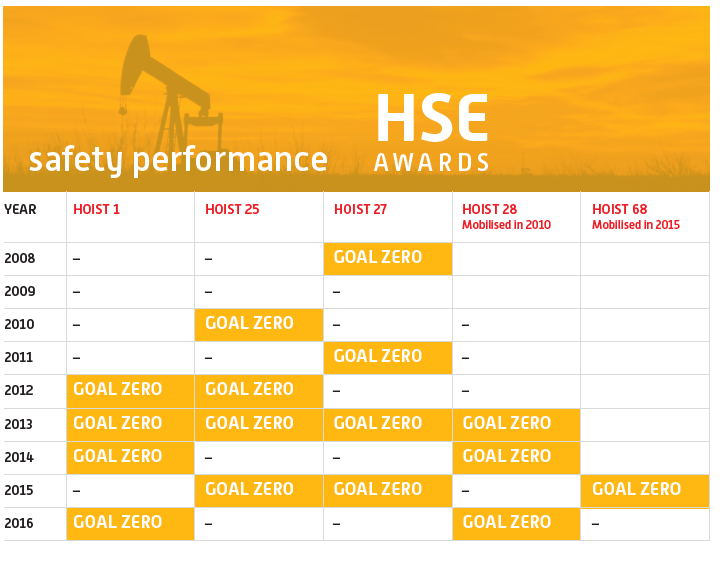 HSE
safety performance AWARDS
YEAR HOIST 1 HOIST 25 HOIST 27 HOIST 28 HOIST 68
Mobilised in 2010 Mobilised in 2015
2008 – – GOAL ZERO
2009 – – –
2010 – GOAL ZERO – –
2011 – – GOAL ZERO –
2012 GOAL ZERO GOAL ZERO – –
2013 GOAL ZERO GOAL ZERO GOAL ZERO GOAL ZERO
2014 GOAL ZERO – – GOAL ZERO
2015 – GOAL ZERO GOAL ZERO – GOAL ZERO
2016 GOAL ZERO – – GOAL ZERO –